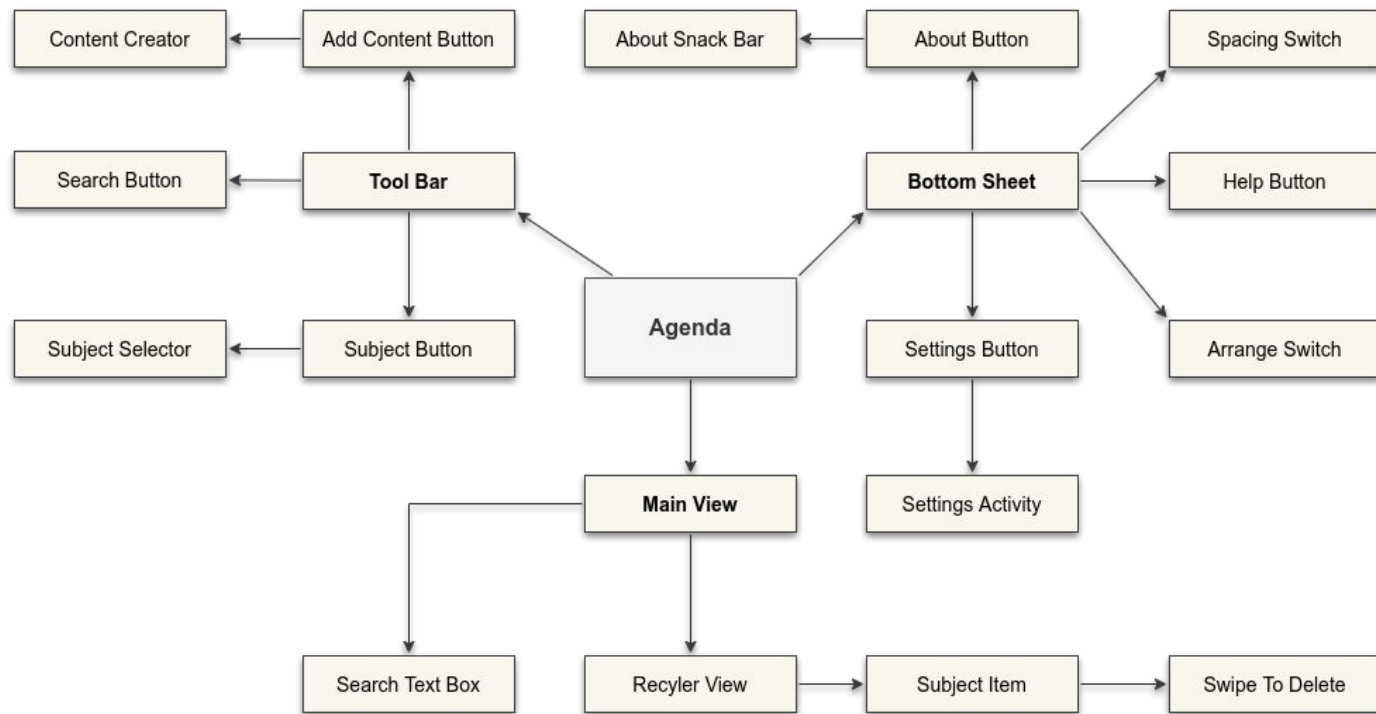 Content Creator
Add Content Button
About Snack Bar
About Button
Spacing Switch
Search Button
Tool Bar
Bottom Sheet
Help Button
Agenda
Subject Selector
Subject Button
Settings Button
Arrange Switch
Main View
Settings Activity
Search Text Box
Recyler View
Subject Item
Swipe To Delete